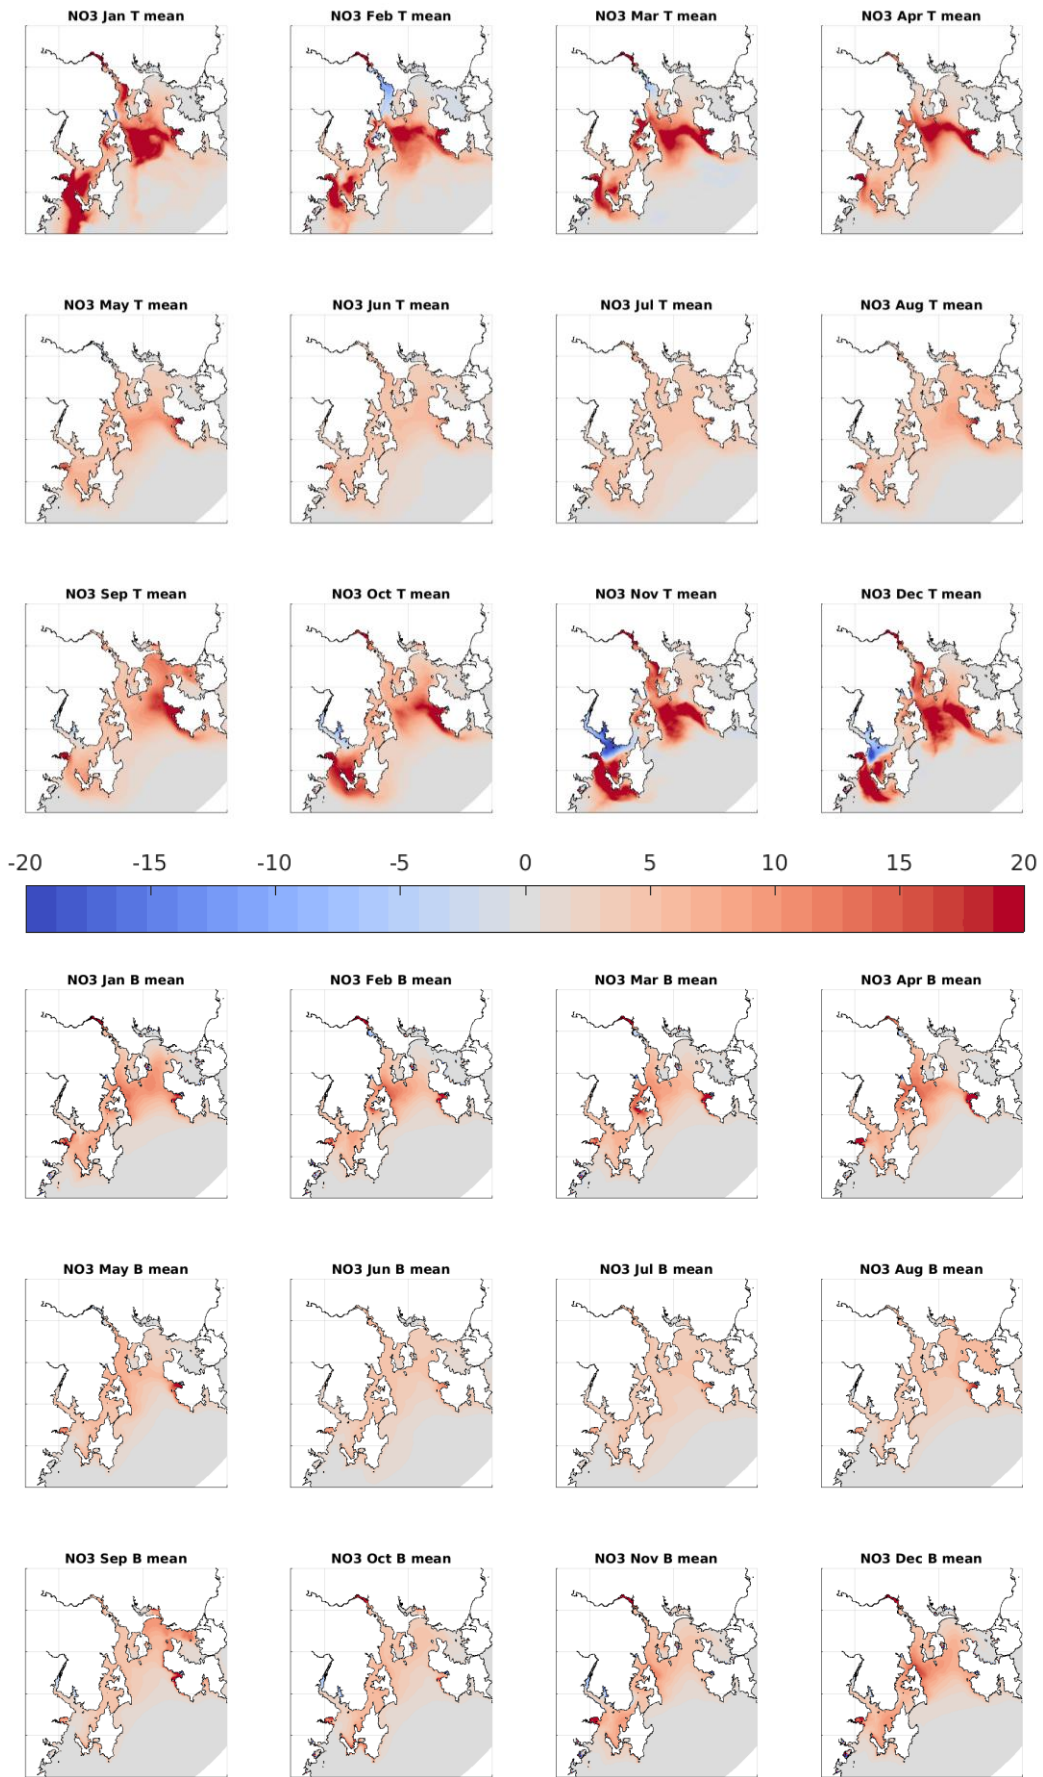 NO3 Jan T mean NO3 Feb T mean NO3 Mar T mean NO3 Apr T mean
NO3 May T mean NO3 Jun T mean NO3 Jul T mean NO3 Aug T mean
NO3 Sep T mean NO3 Oct T mean NO3 Nov T mean NO3 Dec T mean
-20 -15 -10 -5 0 5 10 15 20
NO3 Jan B mean NO3 Feb B mean NO3 Mar B mean NO3 Apr B mean
NO3 May B mean NO3 Jun B mean NO3 Jul B mean NO3 Aug B mean
NO3 Sep B mean NO3 Oct B mean NO3 Nov B mean NO3 Dec B mean